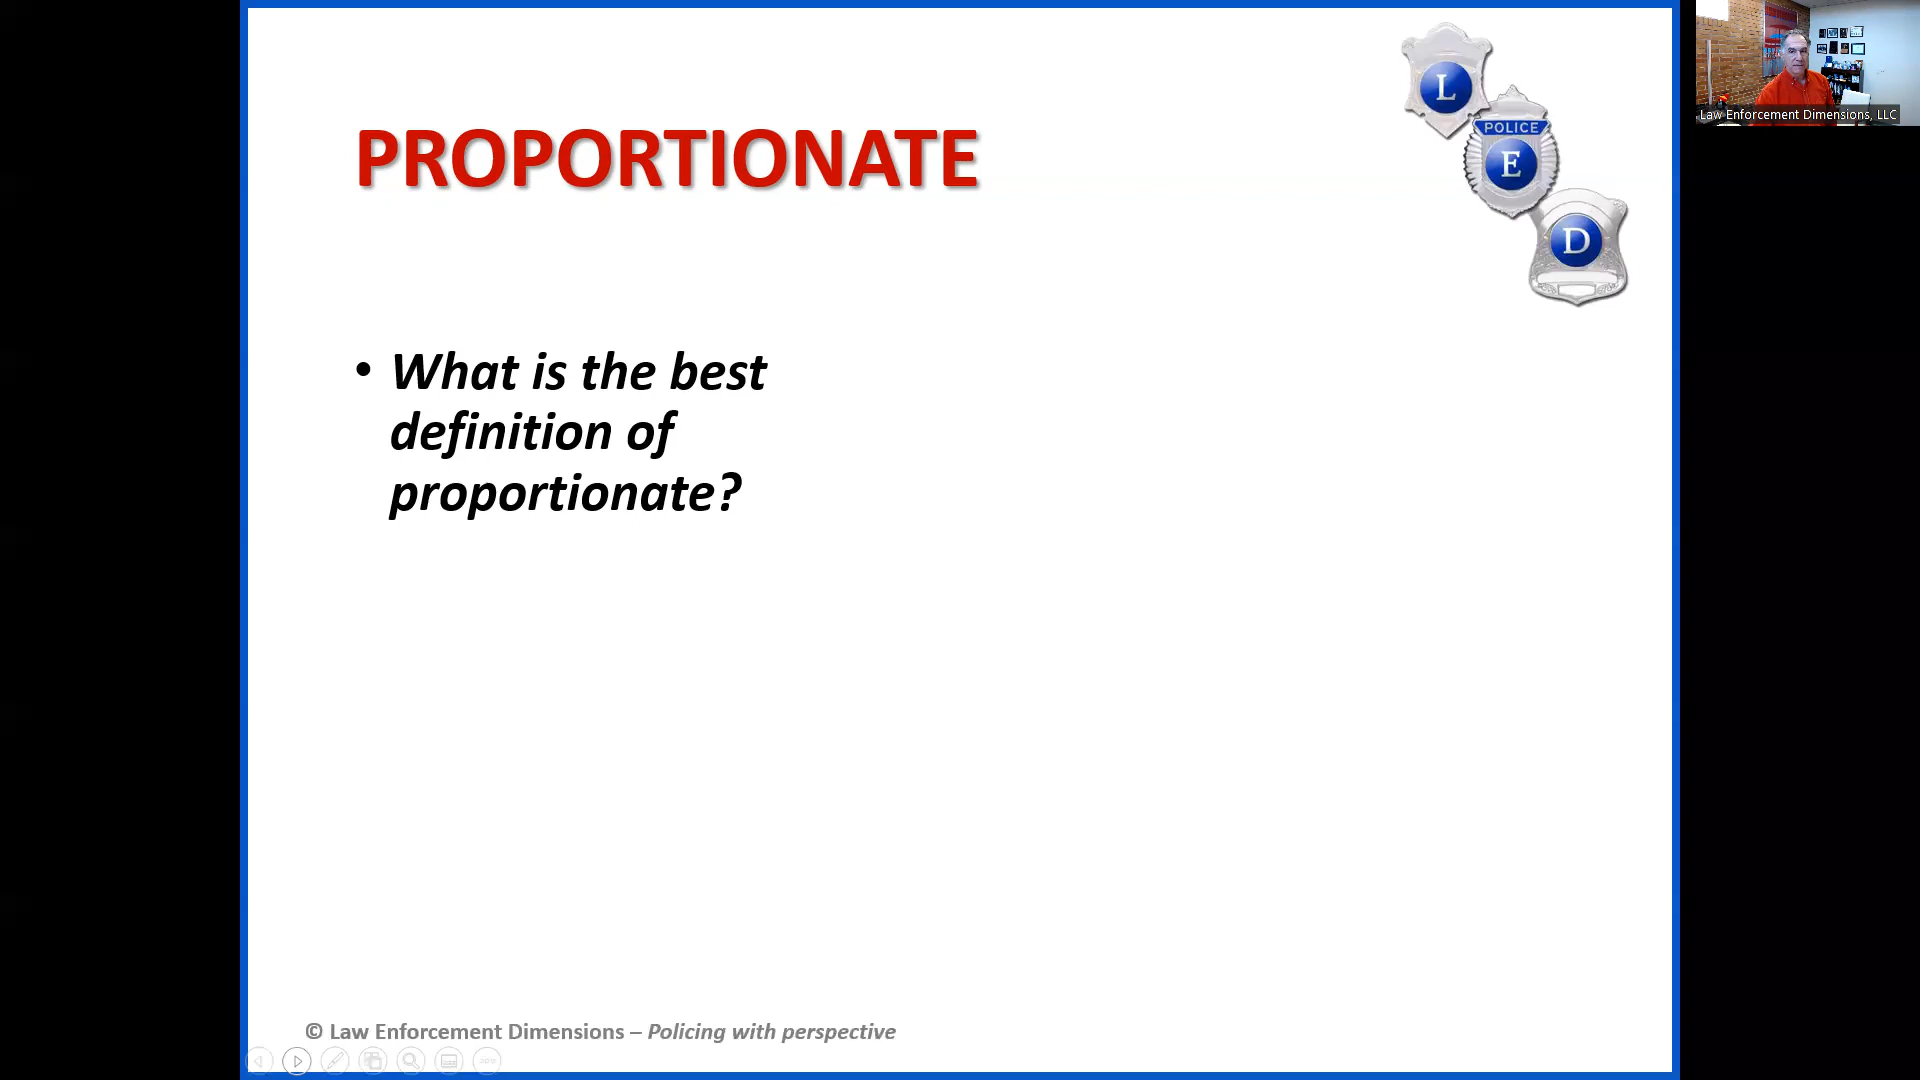 PROPORTIONATE
L
POLICE
E
D
Law Enforcement Dimensions, LLC
• What is the best
definition of
proportionate?
© Law Enforcement Dimensions – Policing with perspective